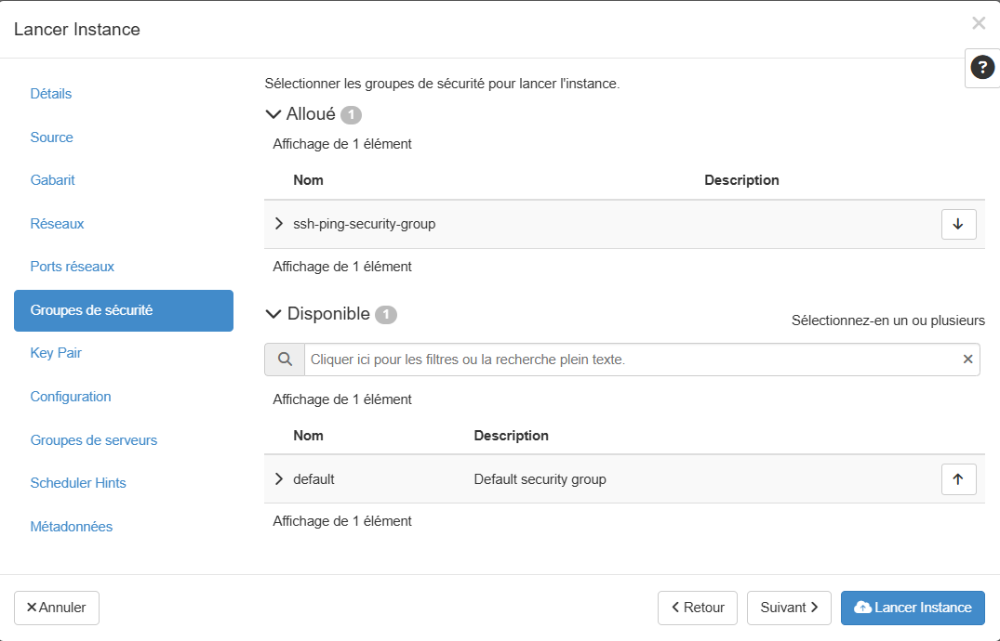 Lancer Instance
Détails
Source
Gabarit
Réseaux
Ports réseaux
Groupes de sécurité
Key Pair
Configuration
Groupes de serveurs
Scheduler Hints
Métadonnées
Sélectionner les groupes de sécurité pour lancer l'instance.
Alloué 1
Affichage de 1 élément
Nom Description
ssh-ping-security-group
Affichage de 1 élément
Disponible 1
Sélectionnez-en un ou plusieurs
Cliquer ici pour les filtres ou la recherche plein texte.
Affichage de 1 élément
Nom Description
default Default security group
Affichage de 1 élément
Annuler Retour Suivant Lancer Instance